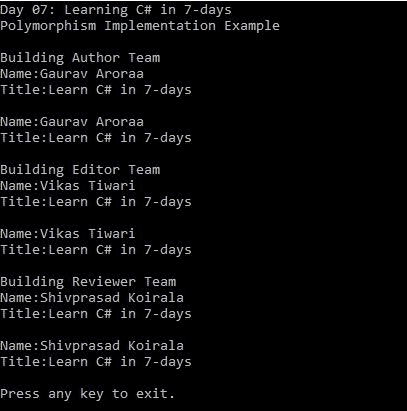 Day 07: Learning C# in 7-days
Polymorphism Implementation Example
Building Author Team
Name:Gaurav Aroraa
Title:Learn C# in 7-days
Name:Gaurav Aroraa
Title:Learn C# in 7-days
Building Editor Team
Name:Vikas Tiwari
Title:Learn C# in 7-days
Name:Vikas Tiwari
Title:Learn C# in 7-days
Building Reviewer Team
Name:Shivprasad Koirala
Title:Learn C# in 7-days
Name:Shivprasad Koirala
Title:Learn C# in 7-days
Press any key to exit.